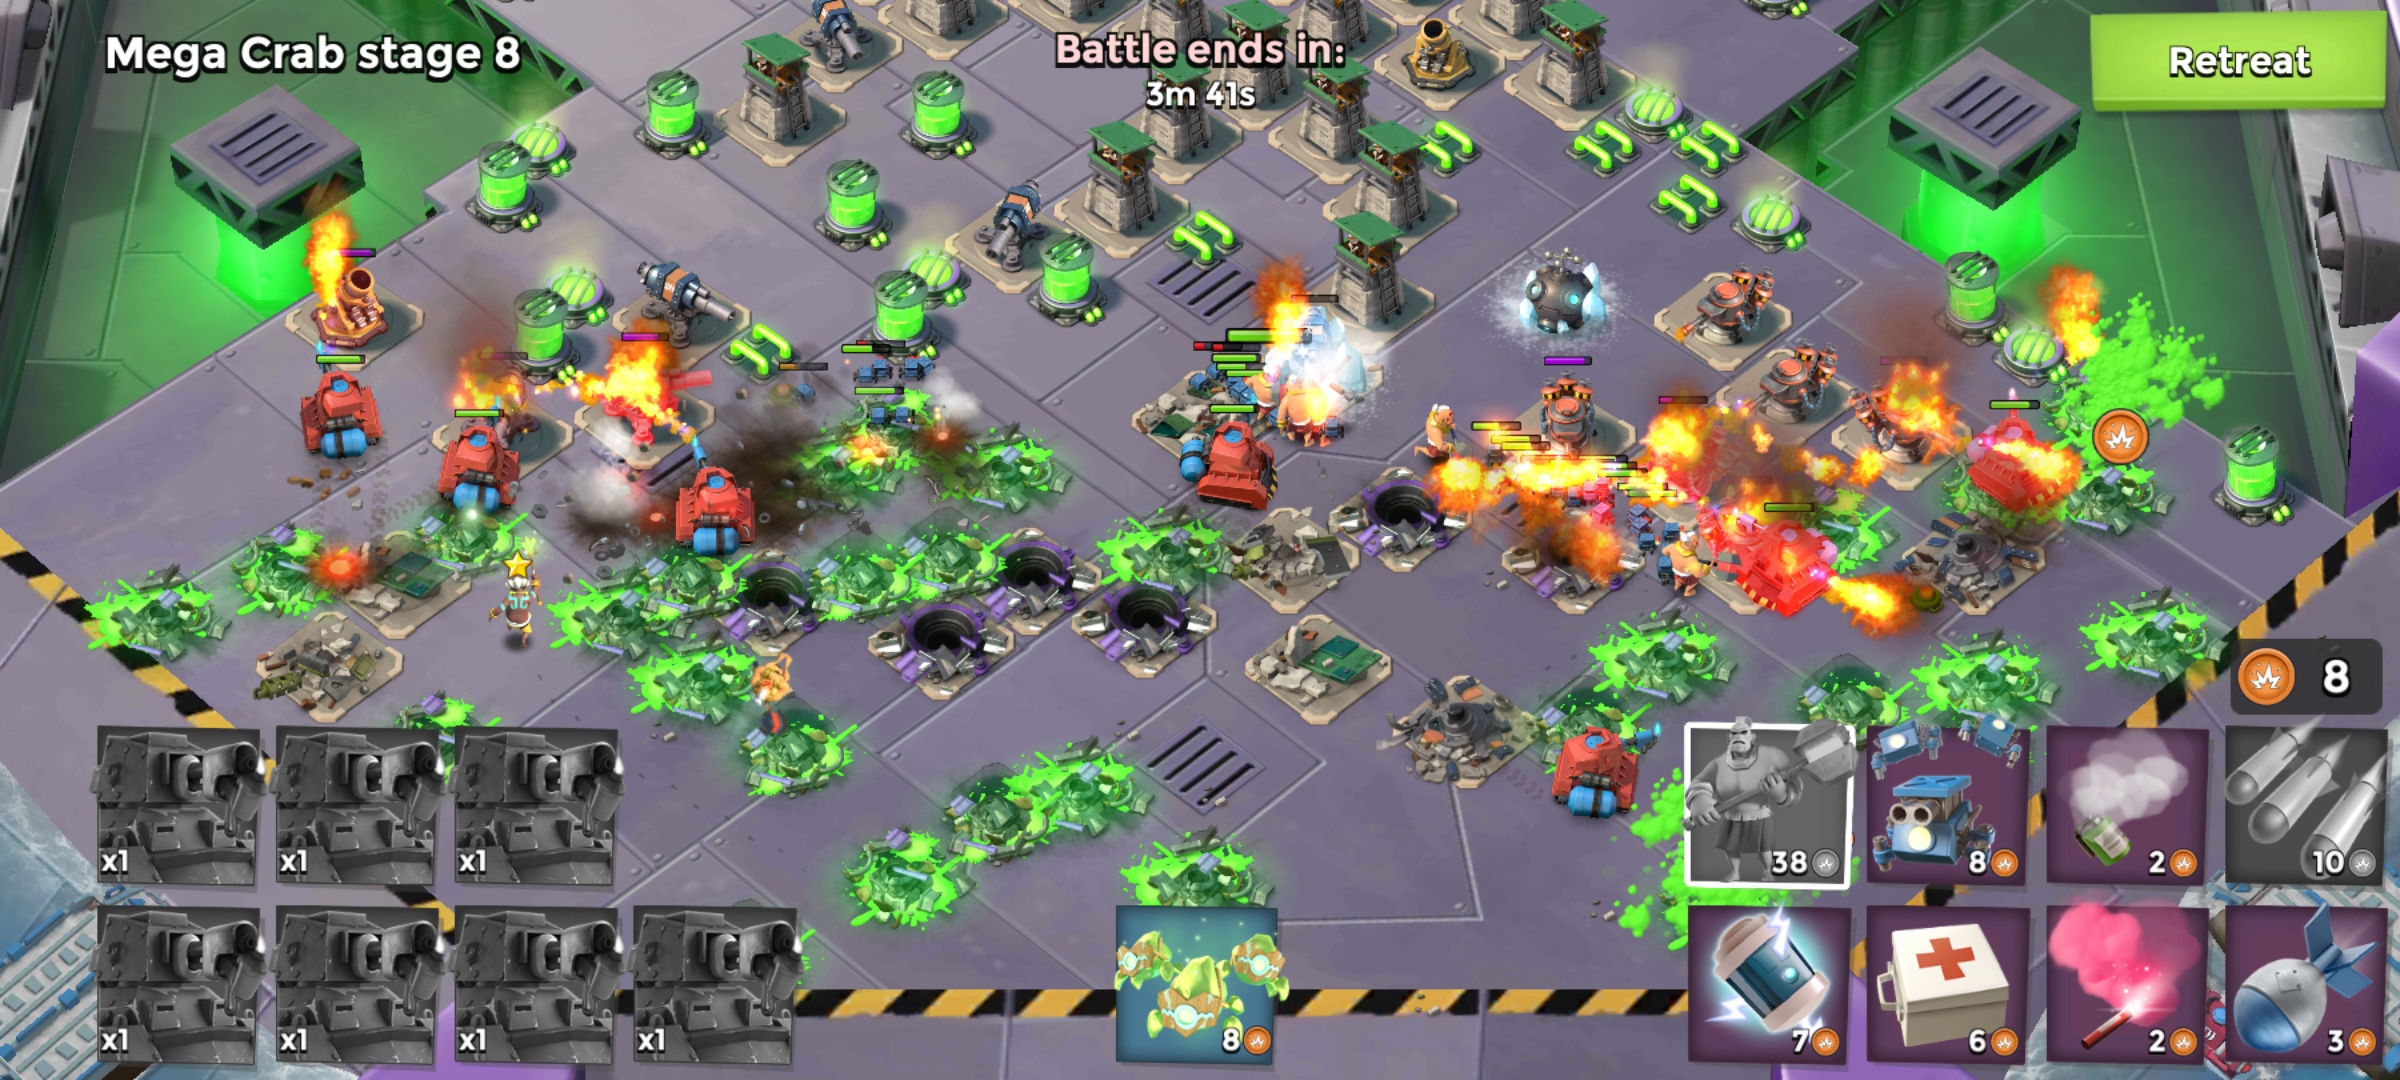 Mega Crab stage 8
Battle ends in:
3m 41s
Retreat
8
x1
x1
x1
38
8
2
10
x1
x1
x1
x1
8
7
6
2
3